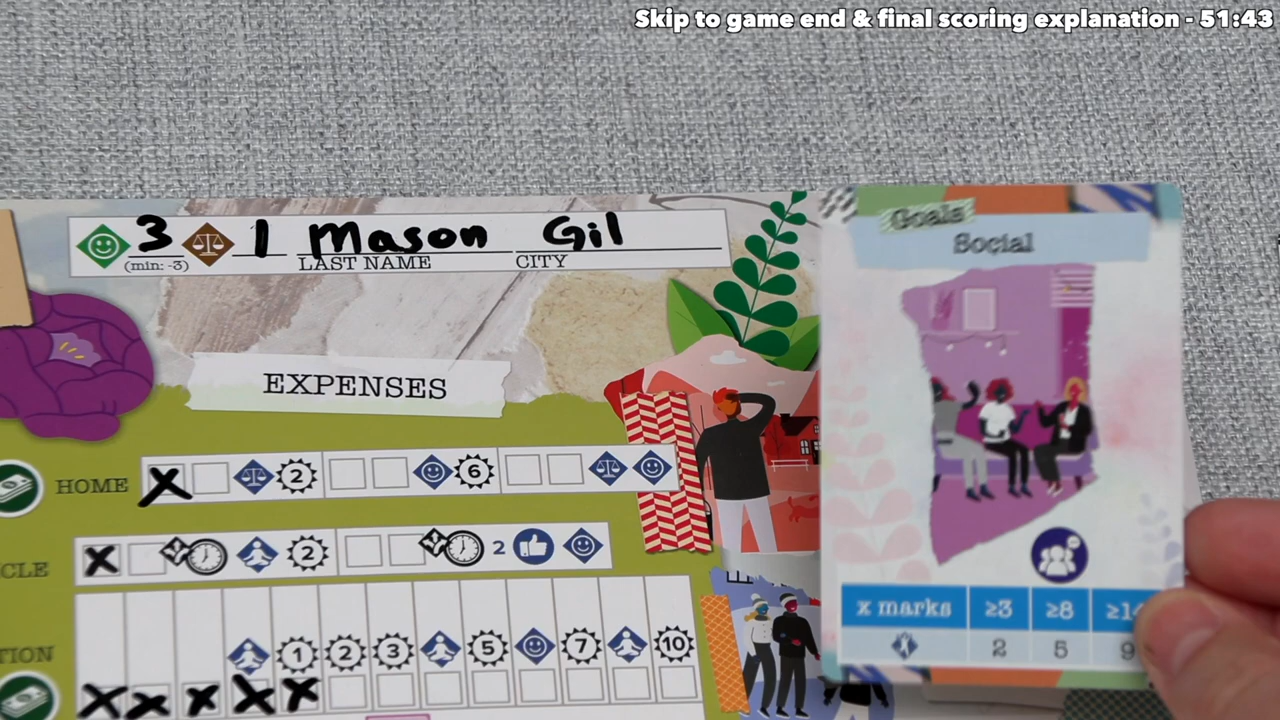 Skip to game end & final scoring explanation - 51:43
3 1 Mason Gil
(min: -3) LAST NAME CITY
Goals
Social
EXPENSES
HOME X 2 6
CLE X 2 2
x marks ≥3 ≥8 ≥14
2 5 9
TION 1 2 3 5 7 10
X X X X X